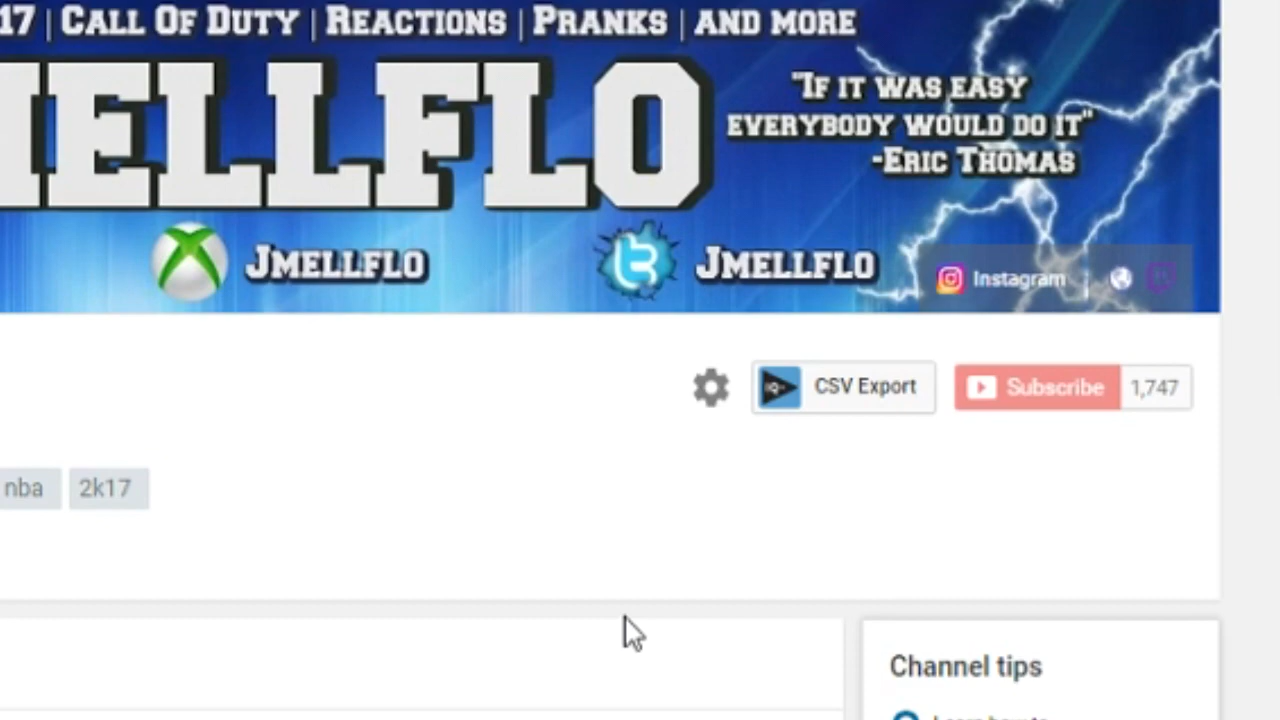 17 | Call Of Duty | Reactions | Pranks | and more
ELLFLO
"If it was easy
everybody would do it"
-Eric Thomas
Jmellflo
Jmellflo
Instagram
CSV Export
Subscribe 1,747
nba 2k17
Channel tips